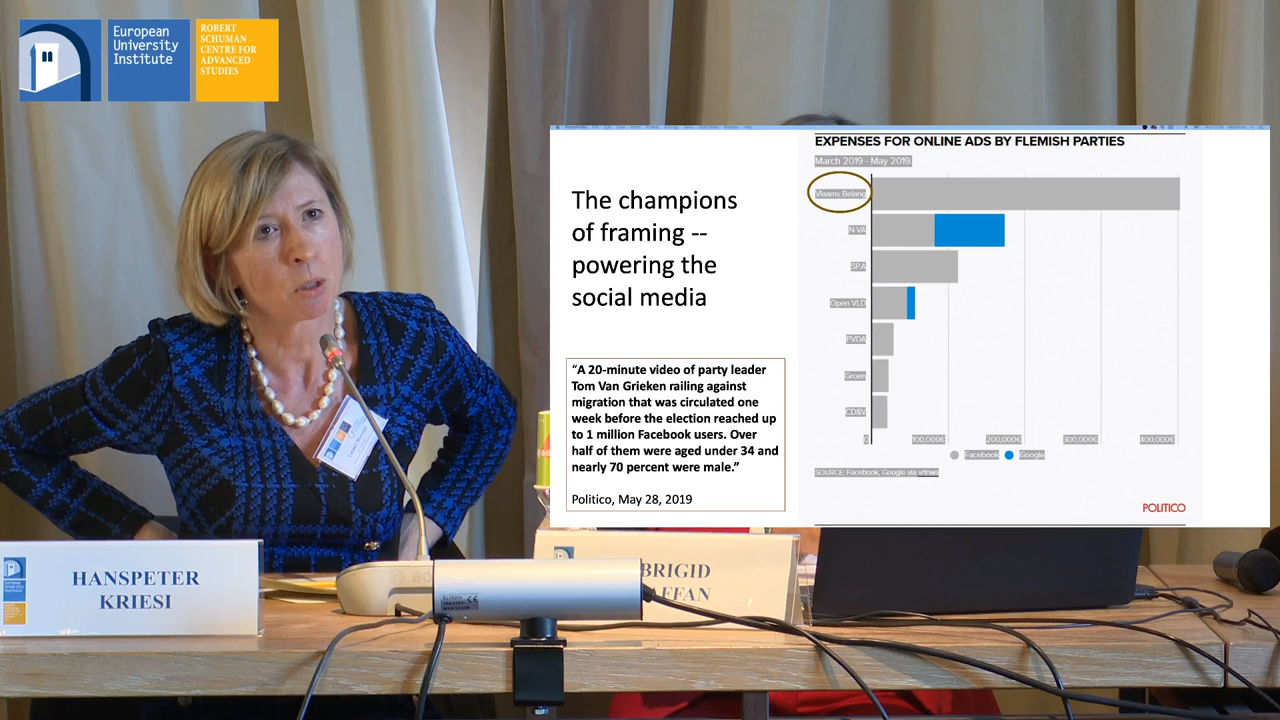 European
University
Institute
ROBERT
SCHUMAN
CENTRE FOR
ADVANCED
STUDIES
The champions
of framing --
powering the
social media
“A 20-minute video of party leader
Tom Van Grieken railing against
migration that was circulated one
week before the election reached up
to 1 million Facebook users. Over
half of them were aged under 34 and
nearly 70 percent were male.”
Politico, May 28, 2019
EXPENSES FOR ONLINE ADS BY FLEMISH PARTIES
March 2019 - May 2019.
Vlaams Belang
N-VA
SP.A
Open VLD
PVDA
Groen
CD&V
0 100,000€ 200,000€ 300,000€ 400,000€
Facebook Google
SOURCE: Facebook, Google via vrtnws
POLITICO
European
University
Institute
HANSPETER
KRIESI
BRIGID
AFFAN